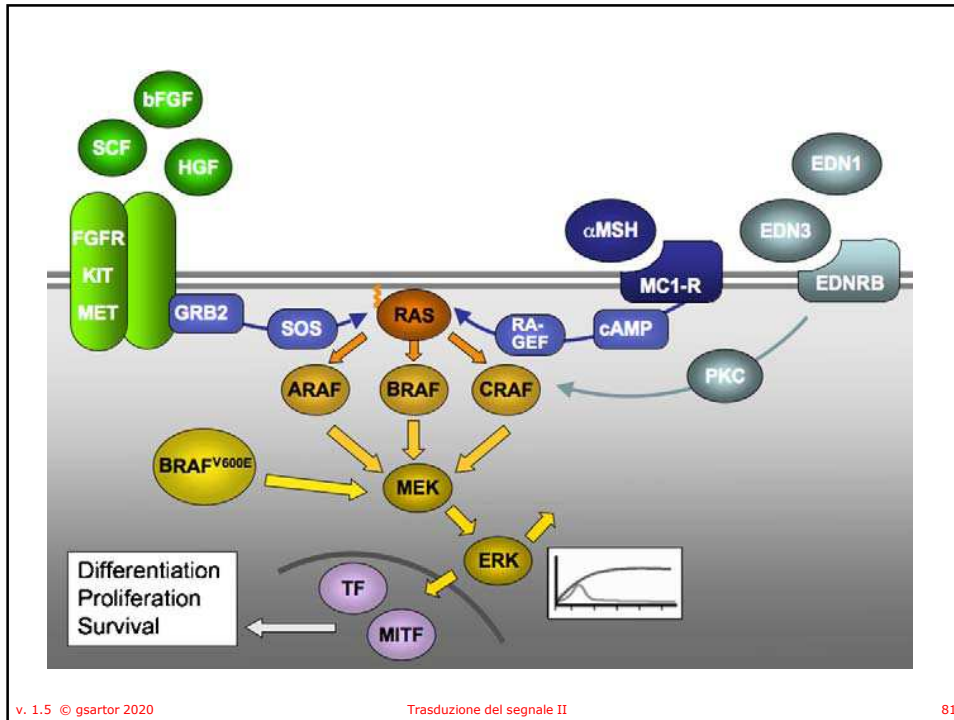 bFGF
SCF
HGF
EDN1
αMSH
EDN3
FGFR
KIT
MET
MC1-R
EDNRB
GRB2
SOS
RAS
RA-
GEF
cAMP
PKC
ARAF
BRAF
CRAF
BRAFV600E
MEK
ERK
TF
MITF
Differentiation
Proliferation
Survival
v. 1.5 © gsartor 2020
Trasduzione del segnale II
81